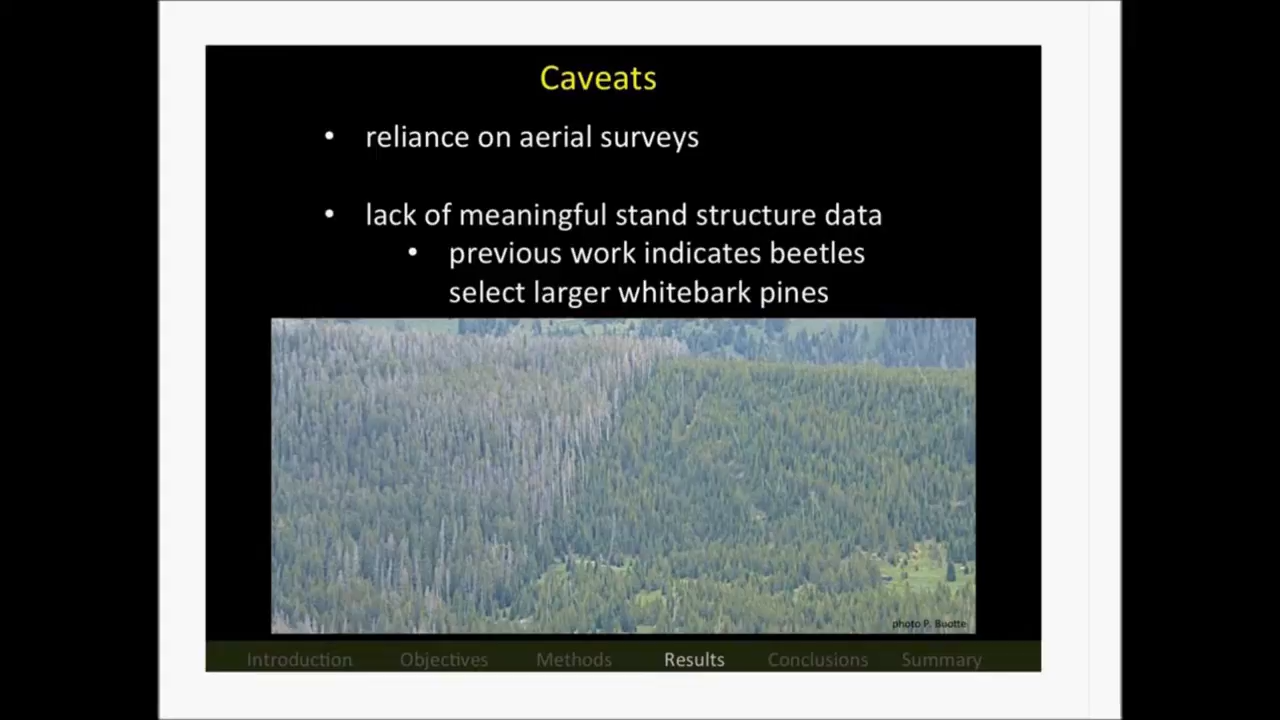 Caveats
• reliance on aerial surveys
• lack of meaningful stand structure data
• previous work indicates beetles
select larger whitebark pines
photo P. Buotte
Introduction Objectives Methods Results Conclusions Summary